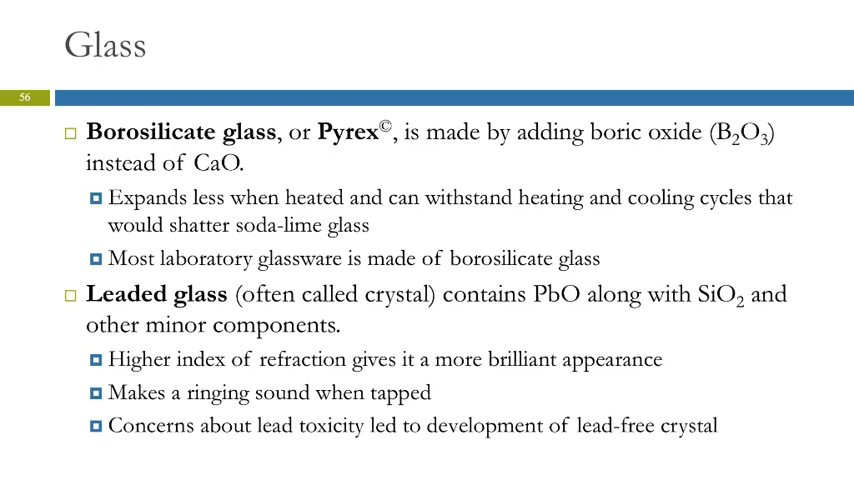 Glass
56
Borosilicate glass, or Pyrex©, is made by adding boric oxide (B₂O₃)
instead of CaO.
Expands less when heated and can withstand heating and cooling cycles that
would shatter soda-lime glass
Most laboratory glassware is made of borosilicate glass
Leaded glass (often called crystal) contains PbO along with SiO₂ and
other minor components.
Higher index of refraction gives it a more brilliant appearance
Makes a ringing sound when tapped
Concerns about lead toxicity led to development of lead-free crystal